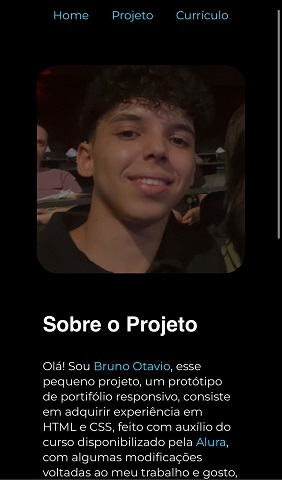 Home Projeto Currículo
Sobre o Projeto
Olá! Sou Bruno Otavio, esse
pequeno projeto, um protótipo
de portifólio responsivo, consiste
em adquirir experiência em
HTML e CSS, feito com auxílio do
curso disponibilizado pela Alura,
com algumas modificações
voltadas ao meu trabalho e gosto,